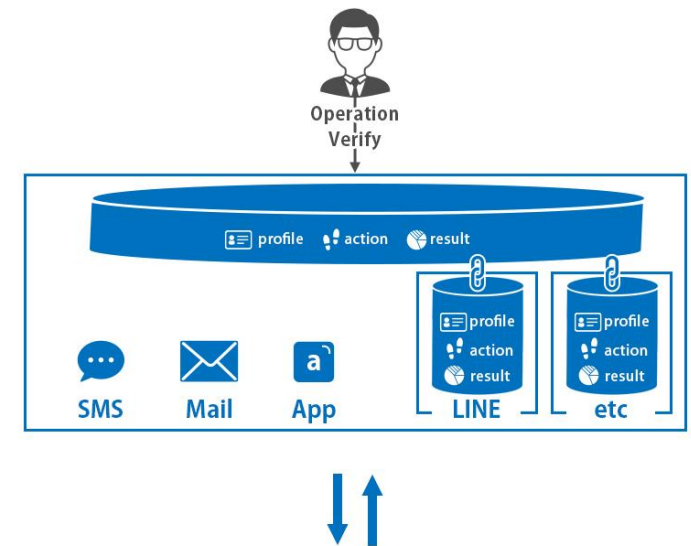 Operation
Verify
profile action result
profile
action
result
profile
action
result
a
SMS
Mail
App
LINE
etc